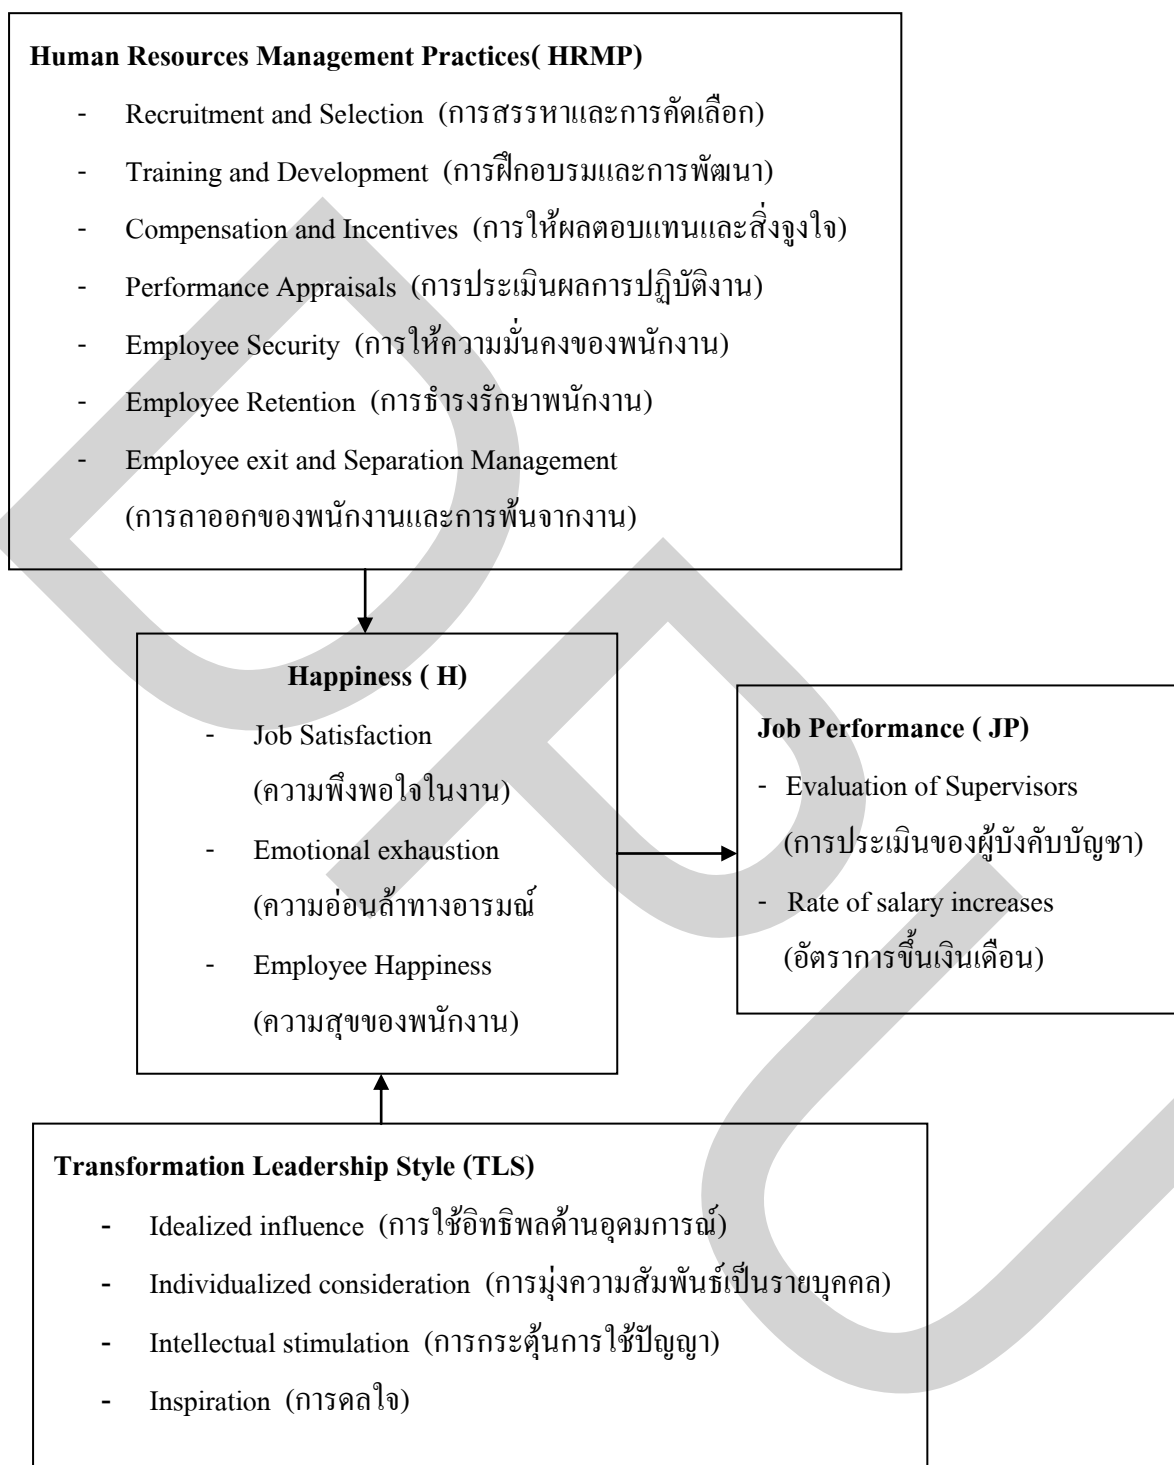 Human Resources Management Practices( HRMP)
- Recruitment and Selection (การสรรหาและการคัดเลือก)
- Training and Development (การฝึกอบรมและการพัฒนา)
- Compensation and Incentives (การให้ผลตอบแทนและสิ่งจูงใจ)
- Performance Appraisals (การประเมินผลการปฏิบัติงาน)
- Employee Security (การให้ความมั่นคงของพนักงาน)
- Employee Retention (การธำรงรักษาพนักงาน)
- Employee exit and Separation Management
(การลาออกของพนักงานและการพ้นจากงาน)
Happiness ( H)
- Job Satisfaction
(ความพึงพอใจในงาน)
- Emotional exhaustion
(ความอ่อนล้าทางอารมณ์
- Employee Happiness
(ความสุขของพนักงาน)
Job Performance ( JP)
- Evaluation of Supervisors
(การประเมินของผู้บังคับบัญชา)
- Rate of salary increases
(อัตราการขึ้นเงินเดือน)
Transformation Leadership Style (TLS)
- Idealized influence (การใช้อิทธิพลด้านอุดมการณ์)
- Individualized consideration (การมุ่งความสัมพันธ์เป็นรายบุคคล)
- Intellectual stimulation (การกระตุ้นการใช้ปัญญา)
- Inspiration (การดลใจ)
DPU